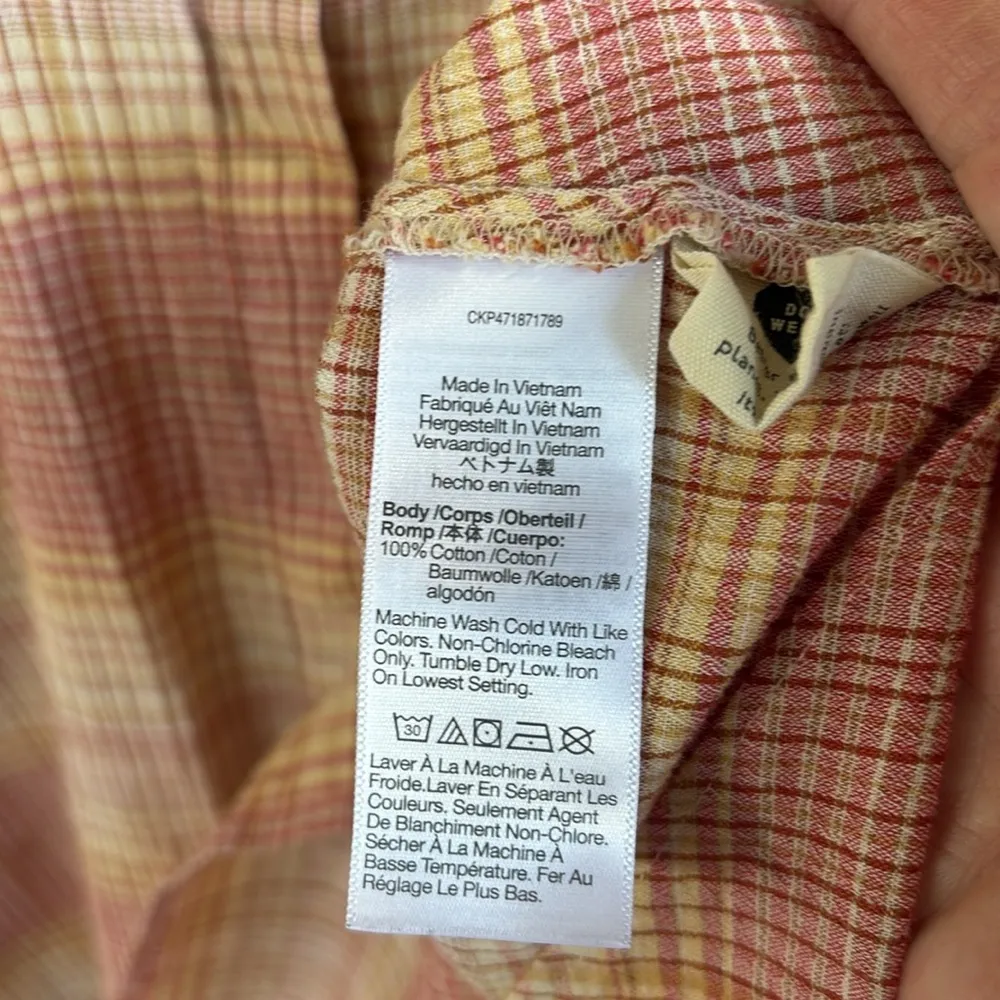 CKP471871789
Made In Vietnam
Fabriqué Au Viêt Nam
Hergestellt In Vietnam
Vervaardigd In Vietnam
ベトナム製
hecho en vietnam
Body /Corps /Oberteil /
Romp /本体 /Cuerpo:
100% Cotton /Coton /
Baumwolle /Katoen /綿 /
algodón
Machine Wash Cold With Like
Colors. Non-Chlorine Bleach
Only. Tumble Dry Low. Iron
On Lowest Setting.
30
Laver À La Machine À L'eau
Froide.Laver En Séparant Les
Couleurs. Seulement Agent
De Blanchiment Non-Chlore.
Sécher À La Machine À
Basse Température. Fer Au
Réglage Le Plus Bas.
WE